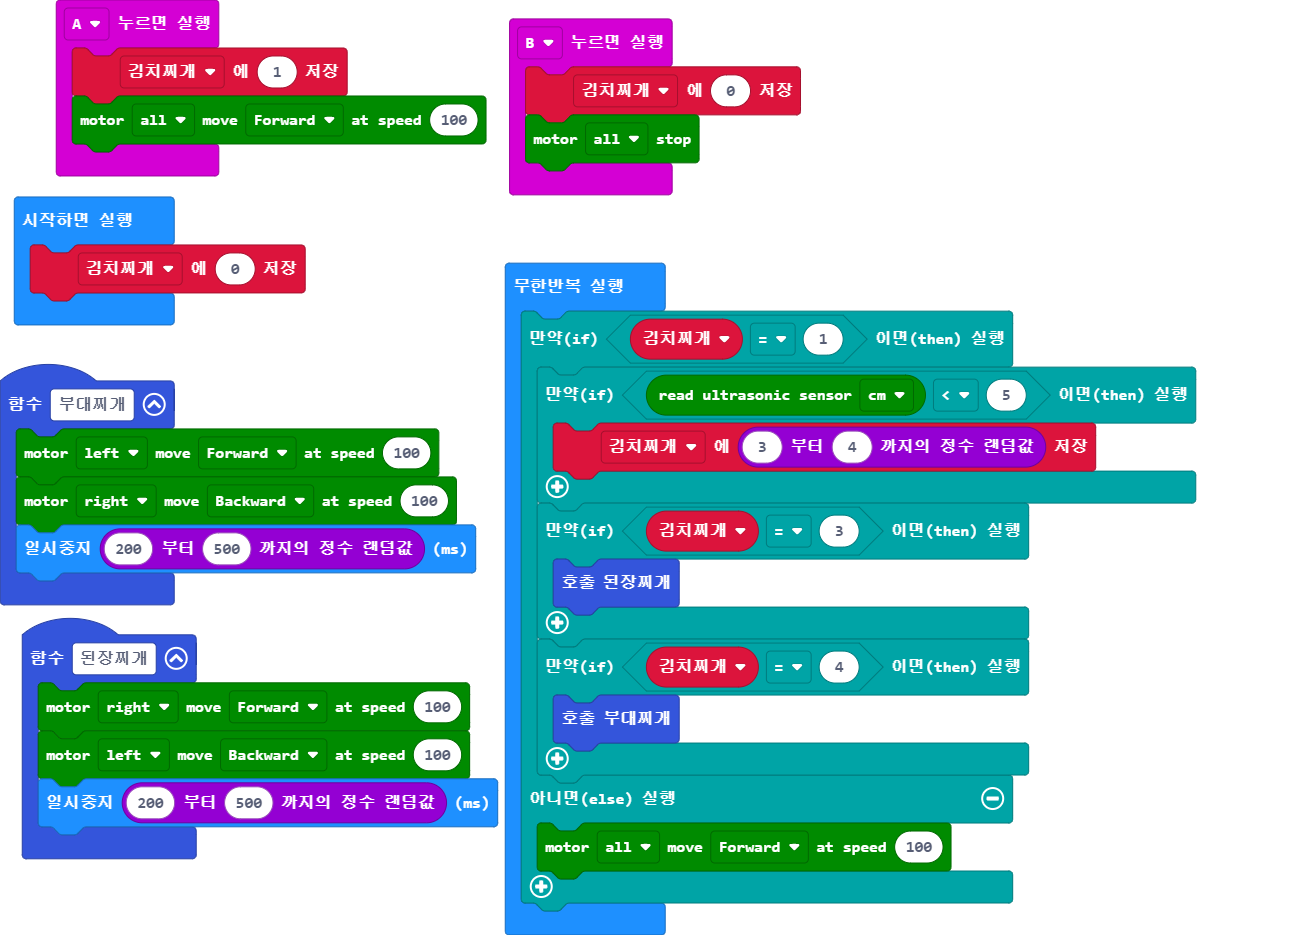 A 누르면 실행
김치찌개 에 1 저장
motor all move Forward at speed 100
B 누르면 실행
김치찌개 에 0 저장
motor all stop
시작하면 실행
김치찌개 에 0 저장
함수 부대찌개
motor left move Forward at speed 100
motor right move Backward at speed 100
일시중지 200 부터 500 까지의 정수 랜덤값 (ms)
함수 된장찌개
motor right move Forward at speed 100
motor left move Backward at speed 100
일시중지 200 부터 500 까지의 정수 랜덤값 (ms)
무한반복 실행
만약(if) 김치찌개 = 1 이면(then) 실행
만약(if) read ultrasonic sensor cm < 5 이면(then) 실행
김치찌개 에 3 부터 4 까지의 정수 랜덤값 저장
만약(if) 김치찌개 = 3 이면(then) 실행
호출 된장찌개
만약(if) 김치찌개 = 4 이면(then) 실행
호출 부대찌개
아니면(else) 실행
motor all move Forward at speed 100